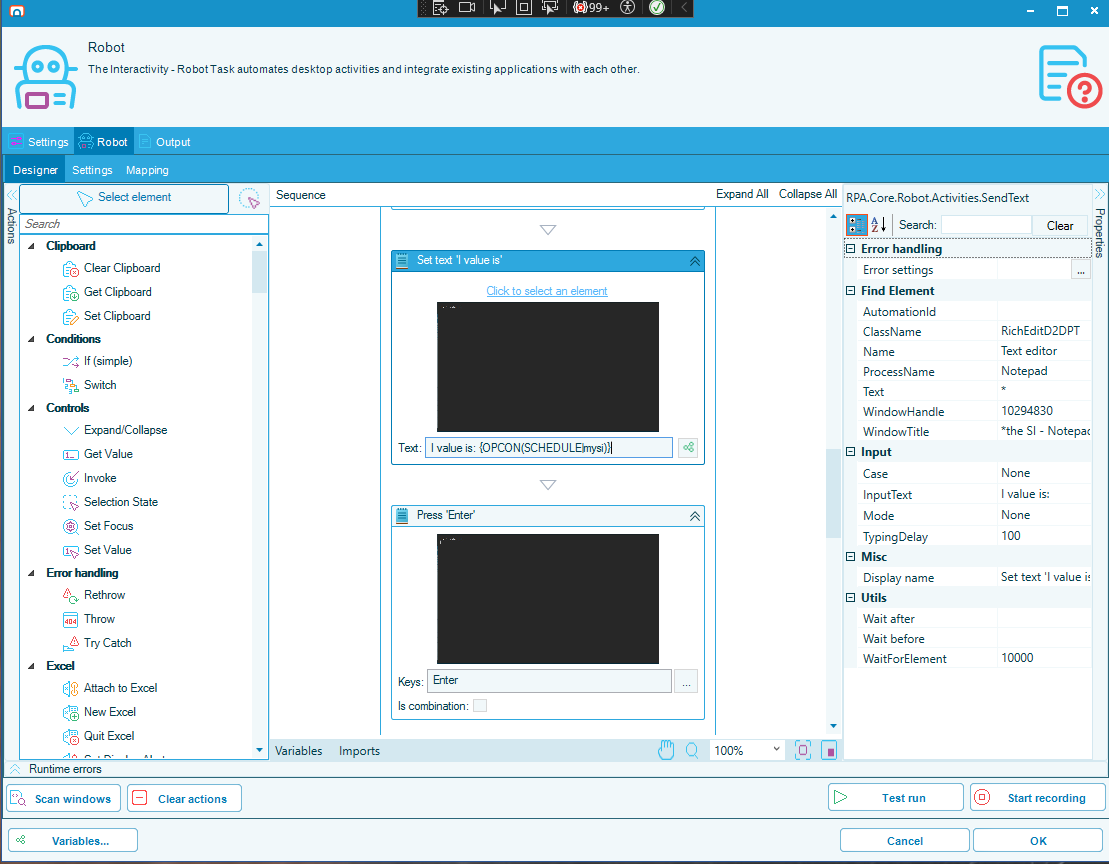 99+
Robot
The Interactivity - Robot Task automates desktop activities and integrate existing applications with each other.
Settings Robot Output
Designer Settings Mapping
Actions
Select element
Search
Clipboard
Clear Clipboard
Get Clipboard
Set Clipboard
Conditions
If (simple)
Switch
Controls
Expand/Collapse
Get Value
Invoke
Selection State
Set Focus
Set Value
Error handling
Rethrow
Throw
Try Catch
Excel
Attach to Excel
New Excel
Quit Excel
Sequence
Expand All Collapse All
Set text 'I value is'
Click to select an element
Text: I value is: {OPCON(SCHEDULE|mysi)}
Press 'Enter'
Keys: Enter ...
Is combination:
Variables Imports 100%
RPA.Core.Robot.Activities.SendText
A Z Search: Clear
Properties
Error handling
Error settings ...
Find Element
AutomationId
ClassName RichEditD2DPT
Name Text editor
ProcessName Notepad
Text *
WindowHandle 10294830
WindowTitle *the SI - Notepad
Input
Case None
InputText I value is:
Mode None
TypingDelay 100
Misc
Display name Set text 'I value is
Utils
Wait after
Wait before
WaitForElement 10000
Runtime errors
Scan windows Clear actions Test run Start recording
Variables... Cancel OK